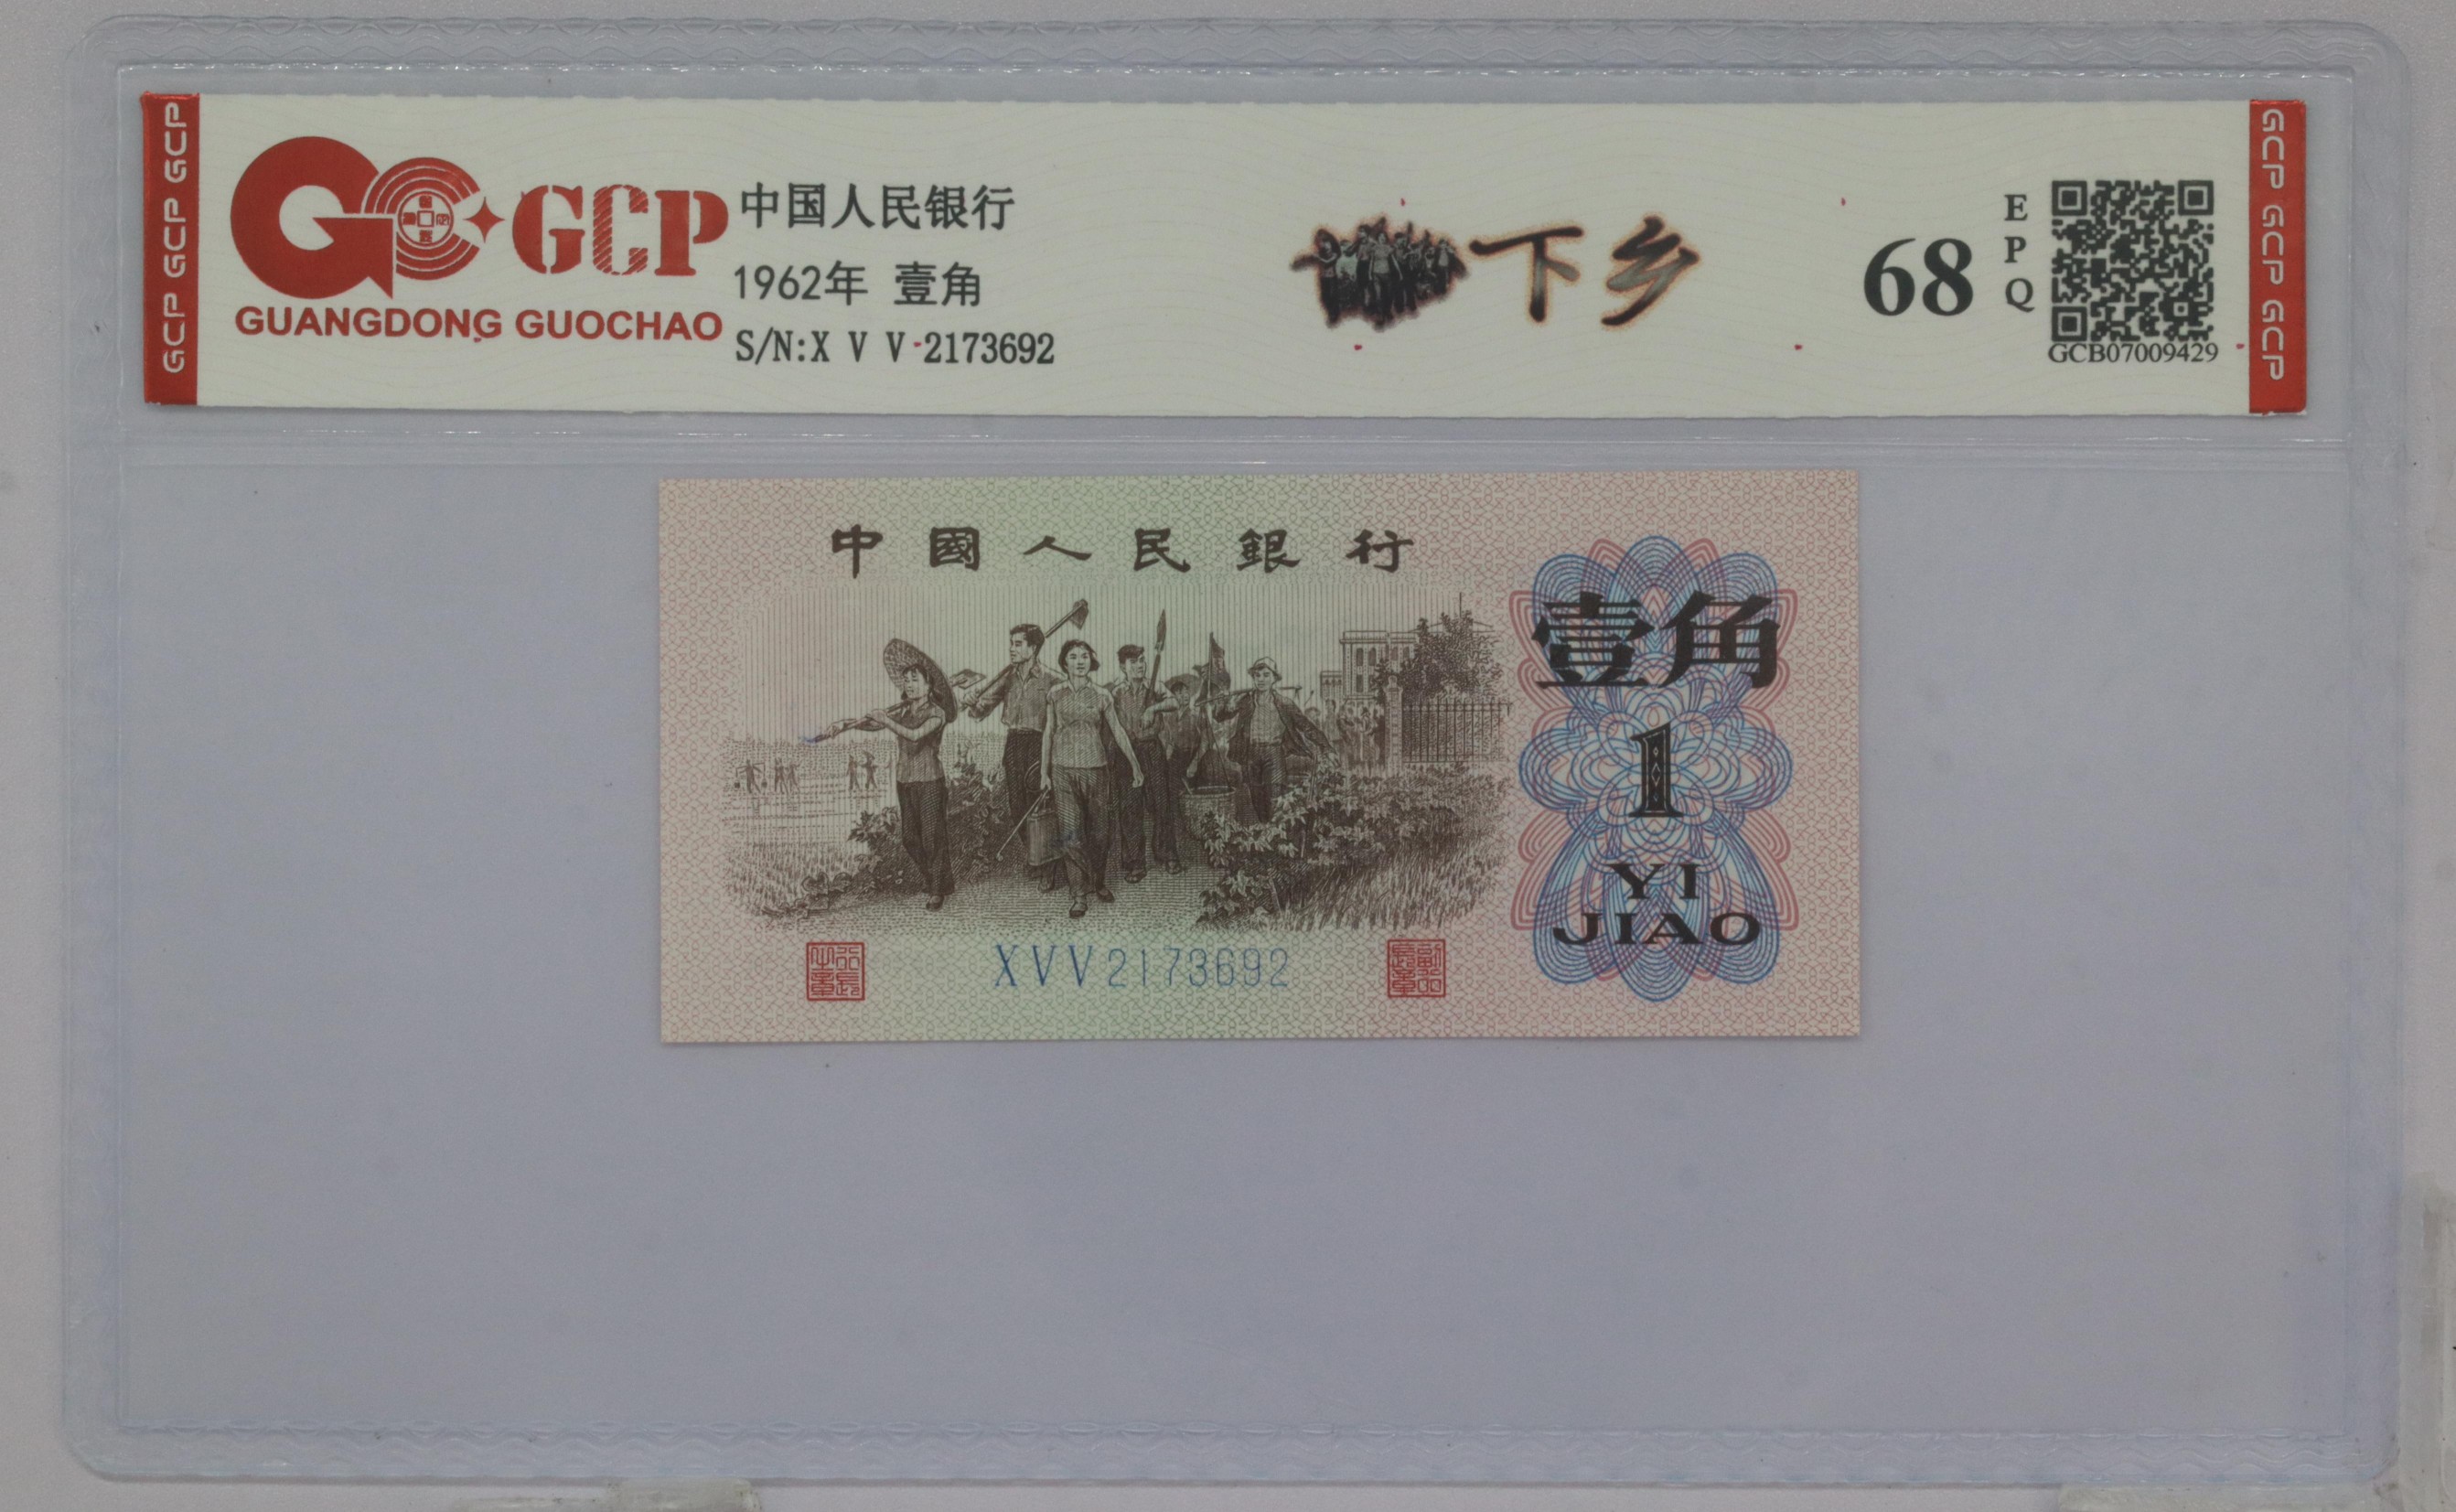 GCP GCP GCP
GCP
GUANGDONG GUOCHAO
中国人民银行
1962年 壹角
S/N:X V V 2173692
下乡
68
E
P
Q
GCB07009429
GCP GCP GCP
中國人民銀行
壹角
1
YI
JIAO
XVV2173692